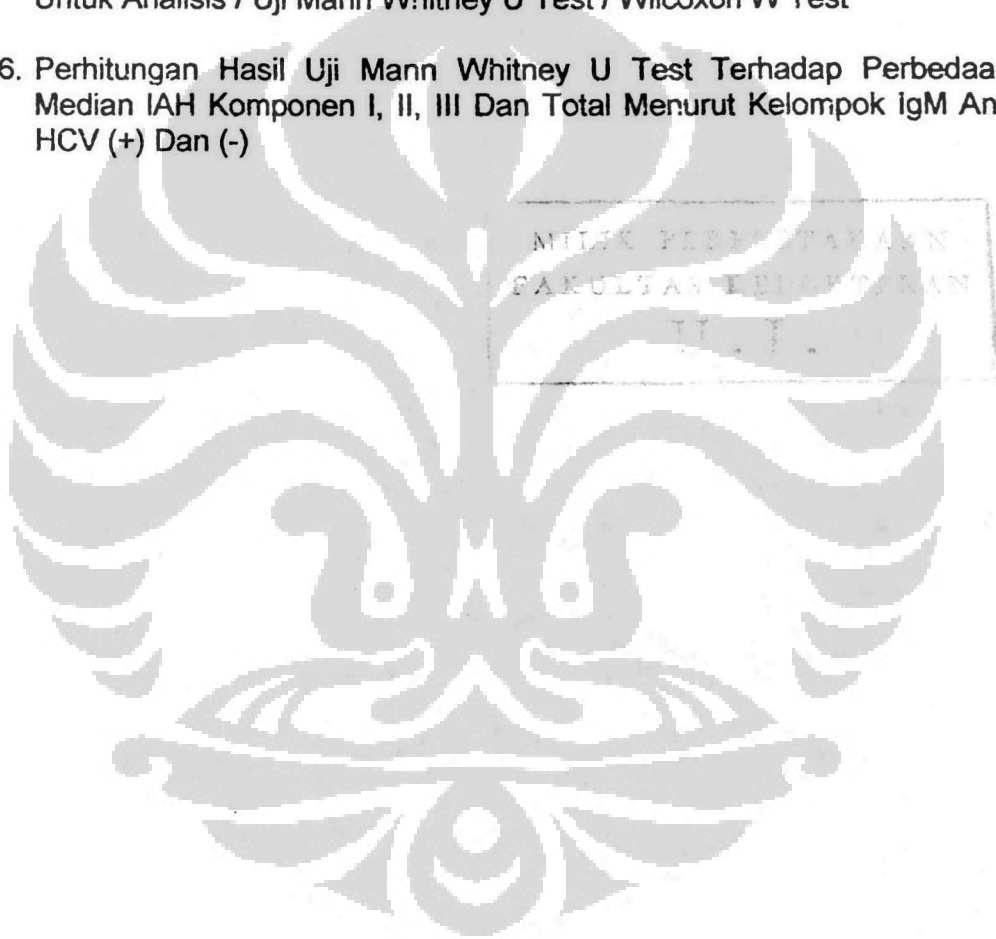 Untuk Analisis / Uji Mann Whitney U Test / Wilcoxon W Test
6. Perhitungan Hasil Uji Mann Whitney U Test Terhadap Perbedaa
Median IAH Komponen I, II, III Dan Total Menurut Kelompok IgM An
HCV (+) Dan (-)
MILIK PERPUSTAKAAN
FAKULTAS KEDOKTERAN
U . I .